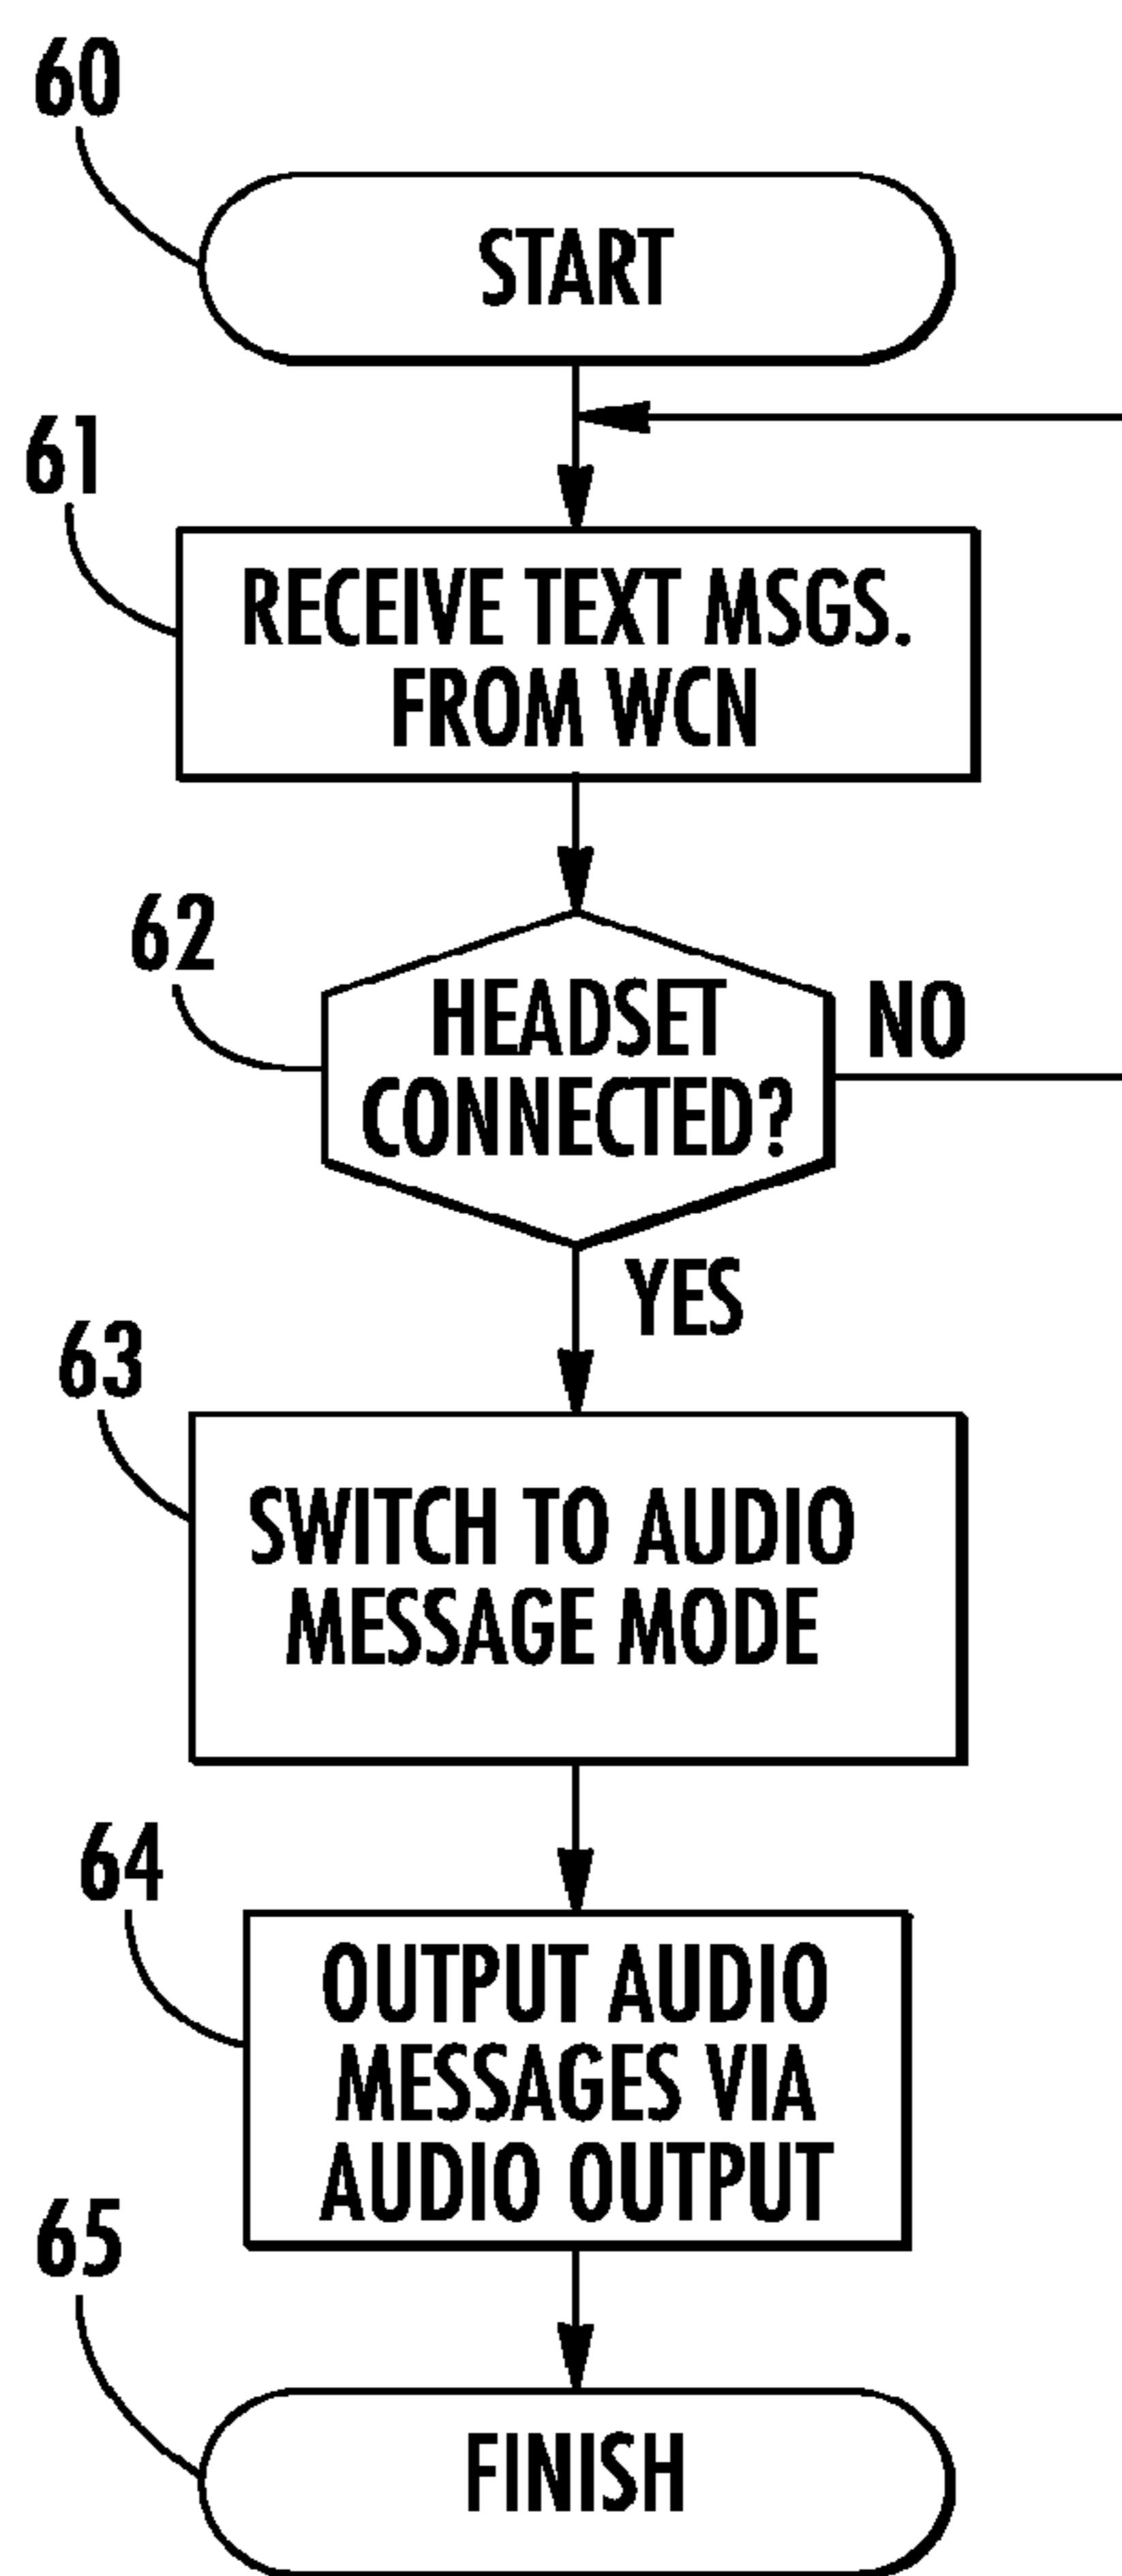 60
START
61
RECEIVE TEXT MSGS.
FROM WCN
62
HEADSET
CONNECTED?
NO
YES
63
SWITCH TO AUDIO
MESSAGE MODE
64
OUTPUT AUDIO
MESSAGES VIA
AUDIO OUTPUT
65
FINISH